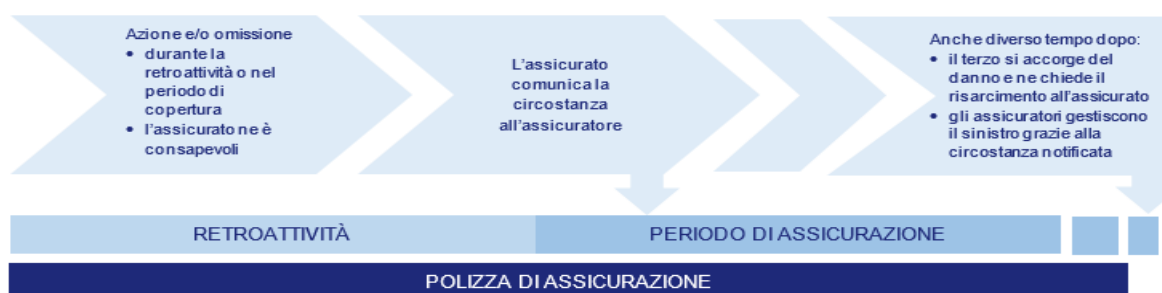 Azione e/o omissione
• durante la
retroattività o nel
periodo di
copertura
• l'assicurato ne è
consapevoli
L'assicurato
comunica la
circostanza
all'assicuratore
Anche diverso tempo dopo:
• il terzo si accorge del
danno e ne chiede il
risarcimento all'assicurato
• gli assicuratori gestiscono
il sinistro grazie alla
circostanza notificata
RETROATTIVITÀ
PERIODO DI ASSICURAZIONE
POLIZZA DI ASSICURAZIONE